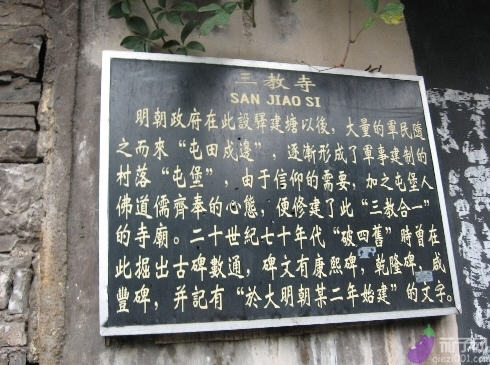 三教寺
SAN JIAO SI
明朝政府在此設驛建塘以後，大量的軍民隨
之而來“屯田戍邊”，逐漸形成了軍事建制的
村落“屯堡”，由于信仰的需要，加之屯堡人
佛道儒齊奉的心態，便修建了此“三教合一”
的寺廟。二十世紀七十年代“破四舊”時曾在
此掘出古碑數通，碑文有康熙碑，乾隆碑，咸
豐碑，并記有“於大明朝某二年始建”的文字。
茄子网
qiezi7.com